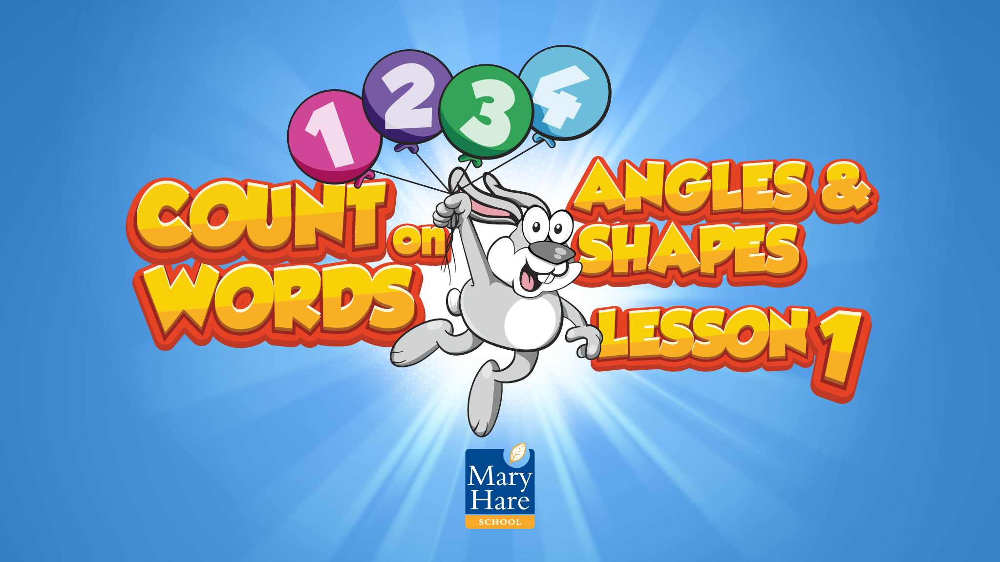 1 2 3 4
COUNT on
WORDS
ANGLES &
SHAPES
LESSON 1
Mary
Hare
SCHOOL